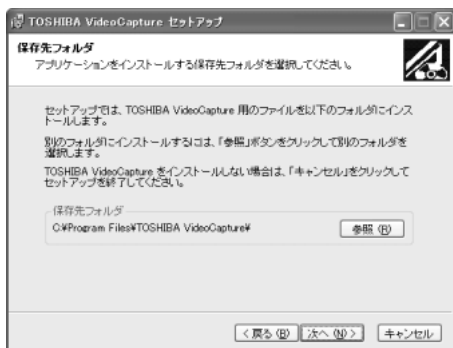 TOSHIBA VideoCapture セットアップ
保存先フォルダ
アプリケーションをインストールする保存先フォルダを選択してください。
セットアップでは、TOSHIBA VideoCapture 用のファイルを以下のフォルダにインス
トールします。
別のフォルダにインストールするには、「参照」ボタンをクリックして別のフォルダを
選択します。
TOSHIBA VideoCapture をインストールしない場合は、「キャンセル」をクリックして
セットアップを終了してください。
保存先フォルダ
C:¥Program Files¥TOSHIBA VideoCapture¥
参照 (R)
< 戻る (B)
次へ (N) >
キャンセル